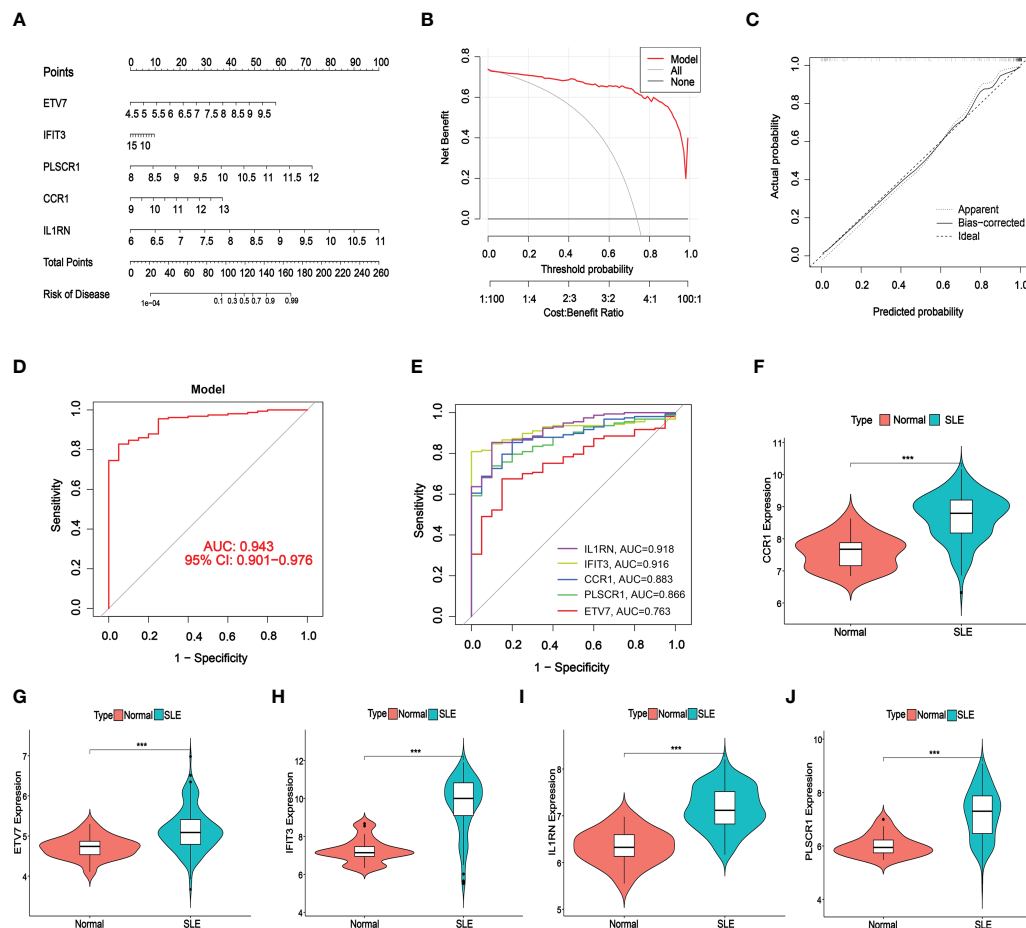 A
Points
0 10 20 30 40 50 60 70 80 90 100
ETV7
4.5 5 5.5 6 6.5 7 7.5 8 8.5 9 9.5
IFIT3
15 10
PLSCR1
8 8.5 9 9.5 10 10.5 11 11.5 12
CCR1
9 10 11 12 13
IL1RN
6 6.5 7 7.5 8 8.5 9 9.5 10 10.5 11
Total Points
0 20 40 60 80 100 120 140 160 180 200 220 240 260
Risk of Disease
1e−04 0.1 0.3 0.5 0.7 0.9 0.99
B
Net Benefit
0.8
0.6
0.4
0.2
0.0
Model
All
None
0.0 0.2 0.4 0.6 0.8 1.0
Threshold probability
1:100 1:4 2:3 3:2 4:1 100:1
Cost:Benefit Ratio
C
Actual probability
1.0
0.8
0.6
0.4
0.2
0.0
Apparent
Bias−corrected
Ideal
0.0 0.2 0.4 0.6 0.8 1.0
Predicted probability
D
Model
Sensitivity
1.0
0.8
0.6
0.4
0.2
0.0
AUC: 0.943
95% CI: 0.901−0.976
0.0 0.2 0.4 0.6 0.8 1.0
1 − Specificity
E
Sensitivity
1.0
0.8
0.6
0.4
0.2
0.0
IL1RN, AUC=0.918
IFIT3, AUC=0.916
CCR1, AUC=0.883
PLSCR1, AUC=0.866
ETV7, AUC=0.763
0.0 0.2 0.4 0.6 0.8 1.0
1 − Specificity
F
Type Normal SLE
CCR1 Expression
11
10
9
8
7
6
***
Normal SLE
G
Type Normal SLE
ETV7 Expression
7
6
5
4
***
Normal SLE
H
Type Normal SLE
IFIT3 Expression
12
10
8
6
4
***
Normal SLE
I
Type Normal SLE
IL1RN Expression
8
7
6
5
***
Normal SLE
J
Type Normal SLE
PLSCR1 Expression
10
8
6
4
***
Normal SLE